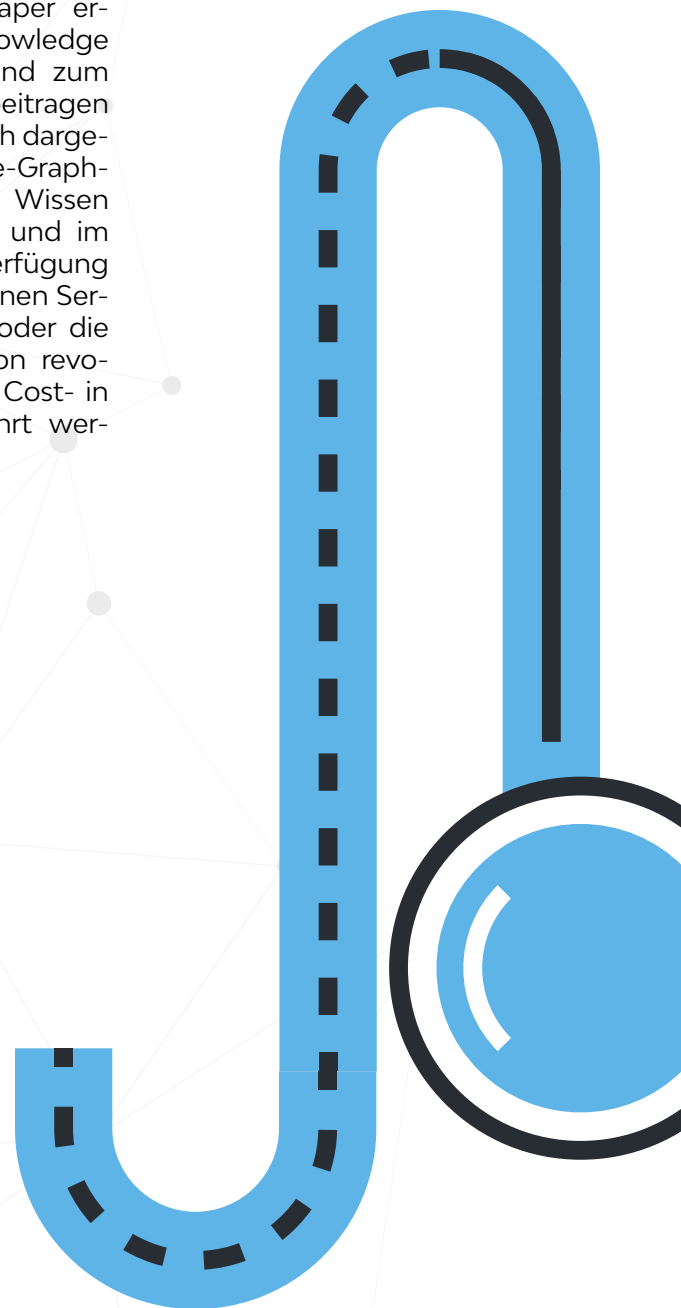 aper er-
owledge
nd zum
beitragen
h darge-
e-Graph-
Wissen
und im
erfügung
nen Ser-
oder die
on revo-
Cost- in
hrt wer-